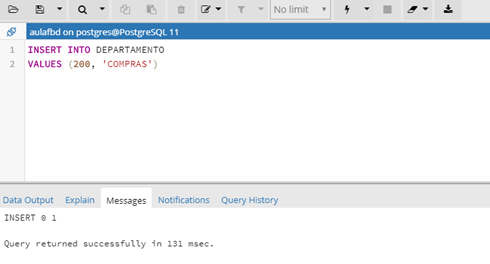 No limit
aulafbd on postgres@PostgreSQL 11
1 INSERT INTO DEPARTAMENTO
2 VALUES (200, 'COMPRAS')
Data Output Explain Messages Notifications Query History
INSERT 0 1
Query returned successfully in 131 msec.